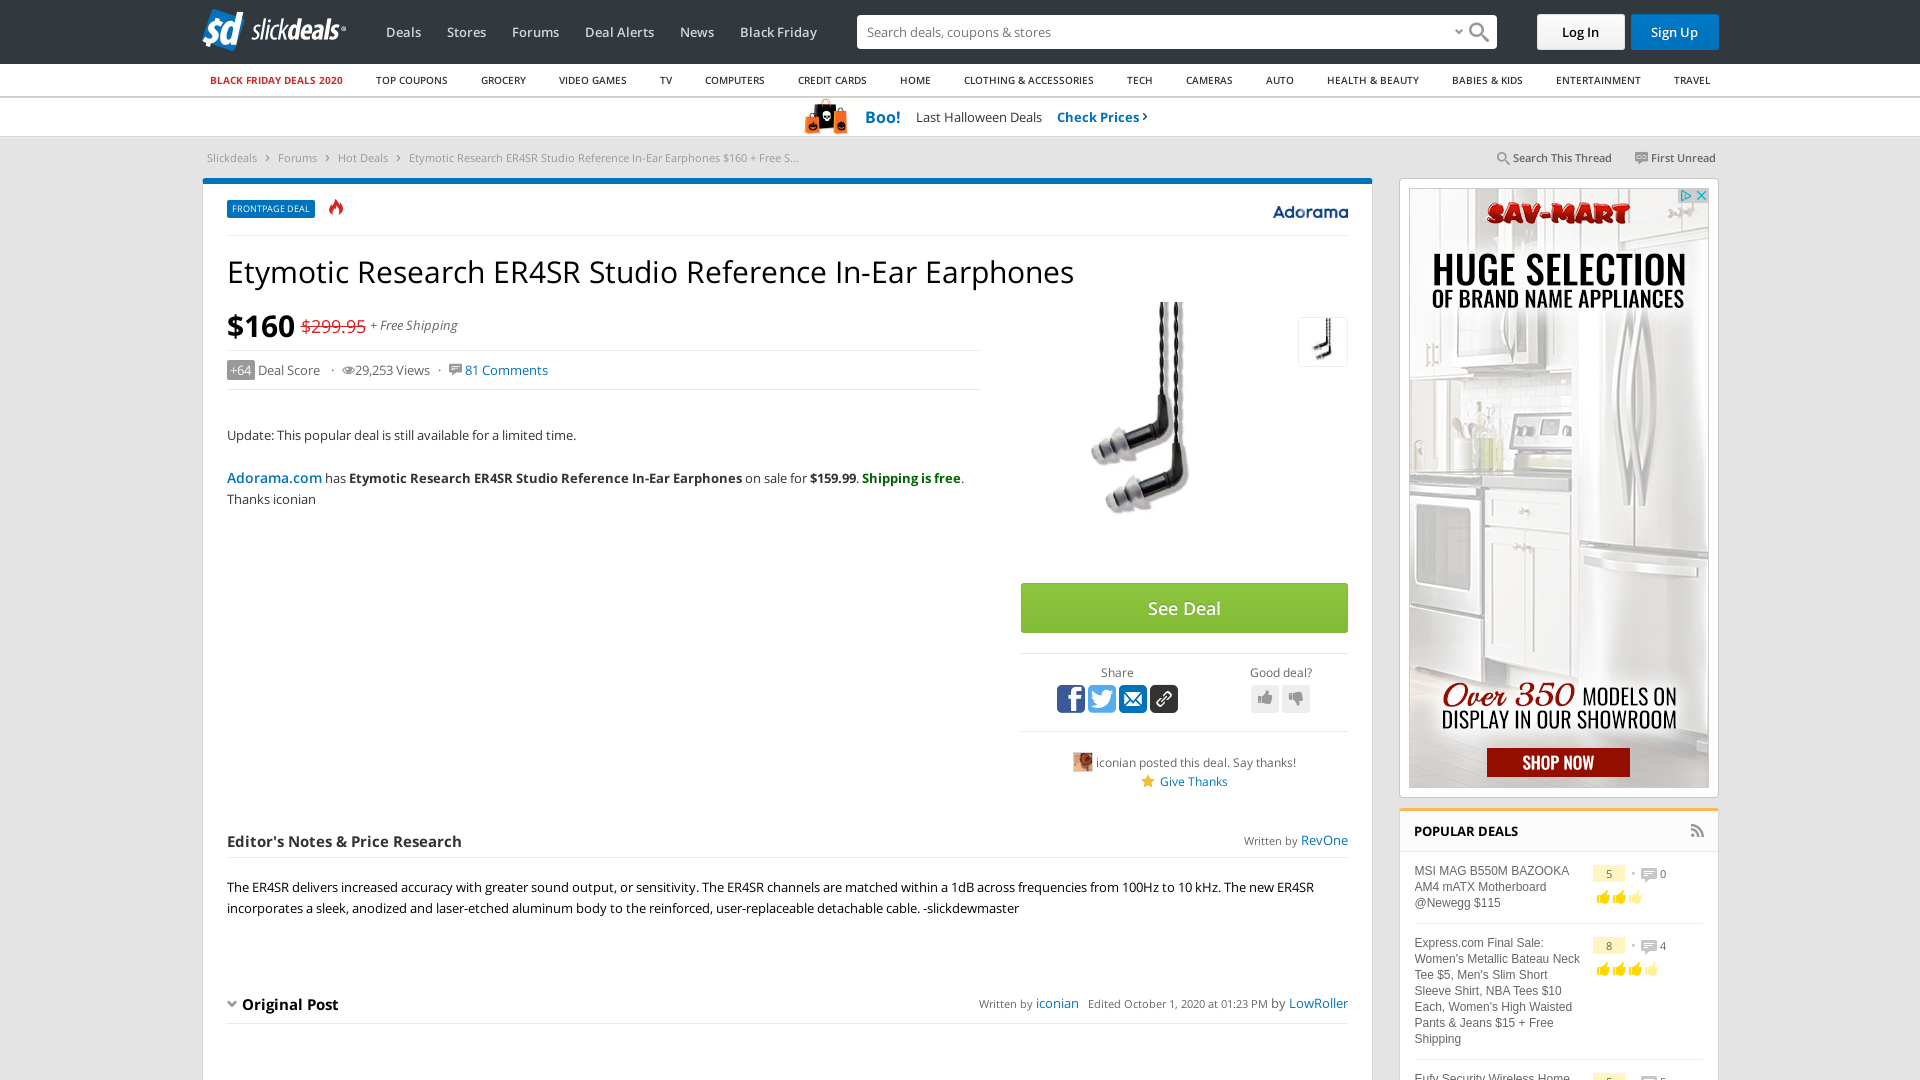 sd slickdeals
Deals Stores Forums Deal Alerts News Black Friday
Search deals, coupons & stores
Log In Sign Up
BLACK FRIDAY DEALS 2020 TOP COUPONS GROCERY VIDEO GAMES TV COMPUTERS CREDIT CARDS HOME CLOTHING & ACCESSORIES TECH CAMERAS AUTO HEALTH & BEAUTY BABIES & KIDS ENTERTAINMENT TRAVEL
Boo! Last Halloween Deals Check Prices
Slickdeals Forums Hot Deals Etymotic Research ER4SR Studio Reference In-Ear Earphones $160 + Free S...
Search This Thread First Unread
FRONTPAGE DEAL
Adorama
Etymotic Research ER4SR Studio Reference In-Ear Earphones
$160 $299.95 + Free Shipping
+64 Deal Score · 29,253 Views · 81 Comments
Update: This popular deal is still available for a limited time.
Adorama.com has Etymotic Research ER4SR Studio Reference In-Ear Earphones on sale for $159.99. Shipping is free.
Thanks iconian
See Deal
Share Good deal?
iconian posted this deal. Say thanks!
Give Thanks
Editor's Notes & Price Research
Written by RevOne
The ER4SR delivers increased accuracy with greater sound output, or sensitivity. The ER4SR channels are matched within a 1dB across frequencies from 100Hz to 10 kHz. The new ER4SR
incorporates a sleek, anodized and laser-etched aluminum body to the reinforced, user-replaceable detachable cable. -slickdewmaster
Original Post
Written by iconian Edited October 1, 2020 at 01:23 PM by LowRoller
SAV-MART
HUGE SELECTION
OF BRAND NAME APPLIANCES
Over 350 MODELS ON
DISPLAY IN OUR SHOWROOM
SHOP NOW
POPULAR DEALS
MSI MAG B550M BAZOOKA
AM4 mATX Motherboard
@Newegg $115
5 • 0
Express.com Final Sale:
Women's Metallic Bateau Neck
Tee $5, Men's Slim Short
Sleeve Shirt, NBA Tees $10
Each, Women's High Waisted
Pants & Jeans $15 + Free
Shipping
8 • 4
Eufy Security Wireless Home